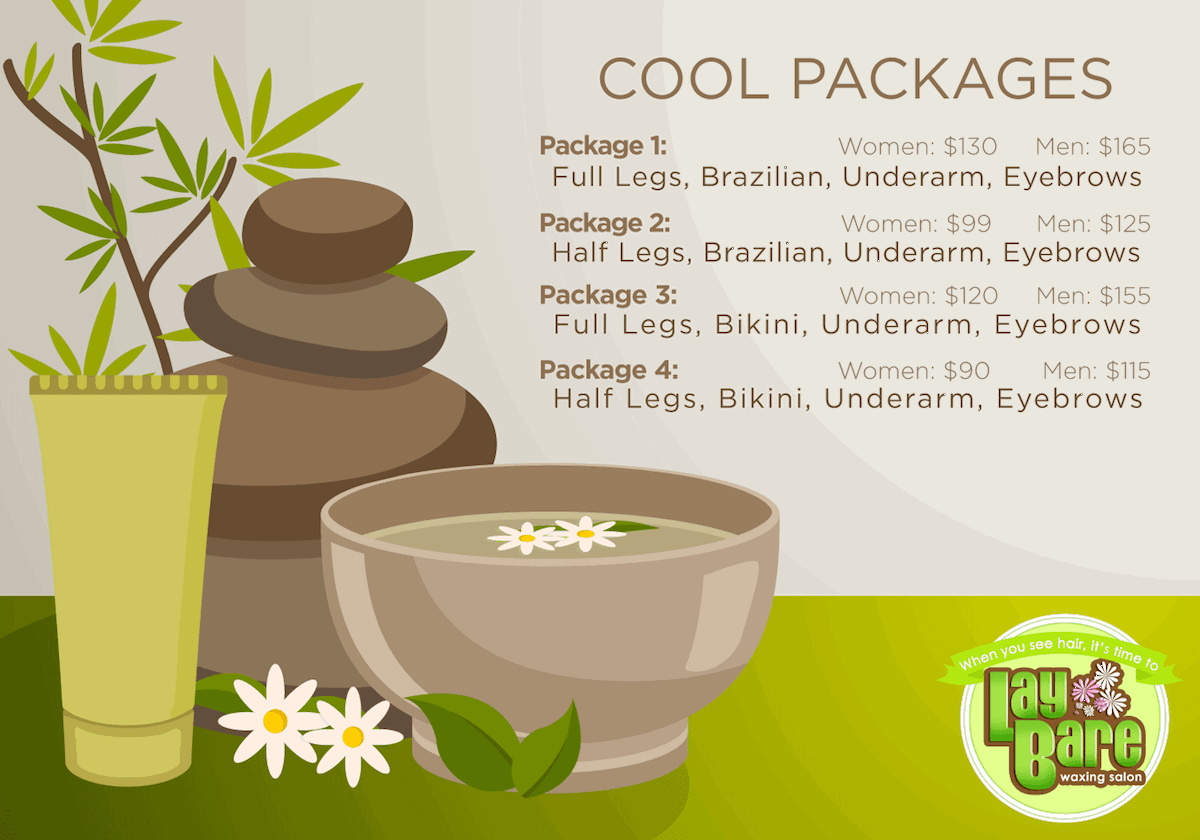 COOL PACKAGES
Package 1: Women: $130 Men: $165
Full Legs, Brazilian, Underarm, Eyebrows
Package 2: Women: $99 Men: $125
Half Legs, Brazilian, Underarm, Eyebrows
Package 3: Women: $120 Men: $155
Full Legs, Bikini, Underarm, Eyebrows
Package 4: Women: $90 Men: $115
Half Legs, Bikini, Underarm, Eyebrows
When you see hair, it's time to
Lay
Bare
waxing salon